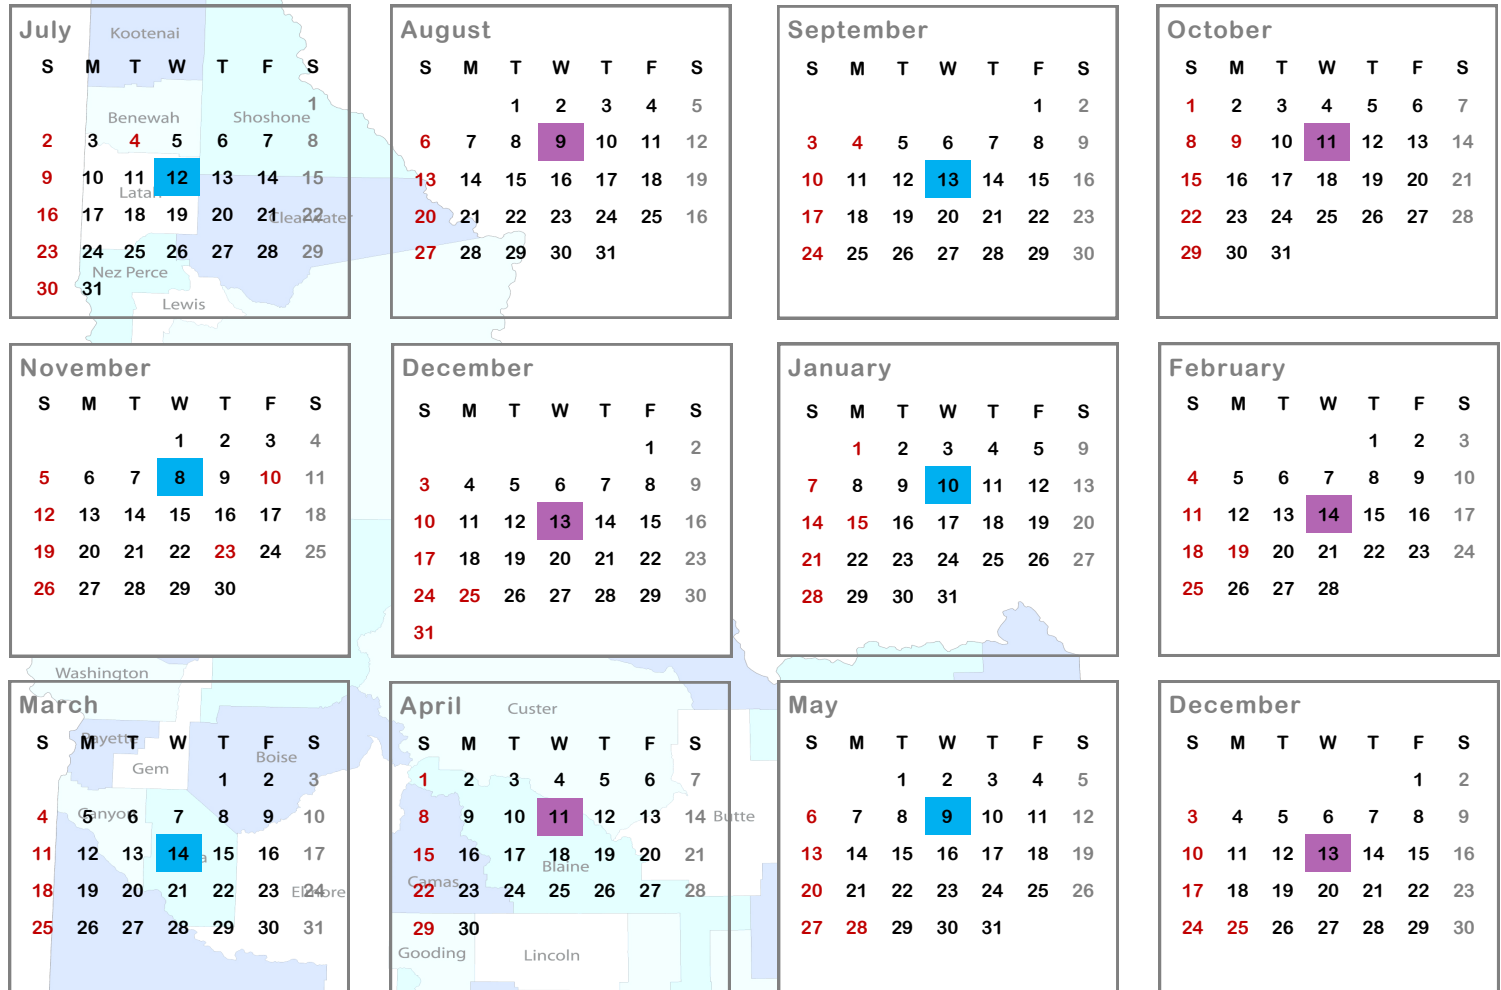 July
S M T W T F S
1
2 3 4 5 6 7 8
9 10 11 12 13 14 15
16 17 18 19 20 21 22
23 24 25 26 27 28 29
30 31
Kootenai
Benewah
Shoshone
Latah
Clearwater
Nez Perce
Lewis
August
S M T W T F S
1 2 3 4 5
6 7 8 9 10 11 12
13 14 15 16 17 18 19
20 21 22 23 24 25 16
27 28 29 30 31
September
S M T W T F S
1 2
3 4 5 6 7 8 9
10 11 12 13 14 15 16
17 18 19 20 21 22 23
24 25 26 27 28 29 30
October
S M T W T F S
1 2 3 4 5 6 7
8 9 10 11 12 13 14
15 16 17 18 19 20 21
22 23 24 25 26 27 28
29 30 31
November
S M T W T F S
1 2 3 4
5 6 7 8 9 10 11
12 13 14 15 16 17 18
19 20 21 22 23 24 25
26 27 28 29 30
December
S M T W T F S
1 2
3 4 5 6 7 8 9
10 11 12 13 14 15 16
17 18 19 20 21 22 23
24 25 26 27 28 29 30
31
January
S M T W T F S
1 2 3 4 5 9
7 8 9 10 11 12 13
14 15 16 17 18 19 20
21 22 23 24 25 26 27
28 29 30 31
February
S M T W T F S
1 2 3
4 5 6 7 8 9 10
11 12 13 14 15 16 17
18 19 20 21 22 23 24
25 26 27 28
Washington
March
S M T W T F S
1 2 3
4 5 6 7 8 9 10
11 12 13 14 15 16 17
18 19 20 21 22 23 24
25 26 27 28 29 30 31
Payette
Gem
Boise
Canyon
Elmore
April
S M T W T F S
1 2 3 4 5 6 7
8 9 10 11 12 13 14
15 16 17 18 19 20 21
22 23 24 25 26 27 28
29 30
Custer
Butte
Blaine
Camas
Gooding
Lincoln
May
S M T W T F S
1 2 3 4 5
6 7 8 9 10 11 12
13 14 15 16 17 18 19
20 21 22 23 24 25 26
27 28 29 30 31
December
S M T W T F S
1 2
3 4 5 6 7 8 9
10 11 12 13 14 15 16
17 18 19 20 21 22 23
24 25 26 27 28 29 30